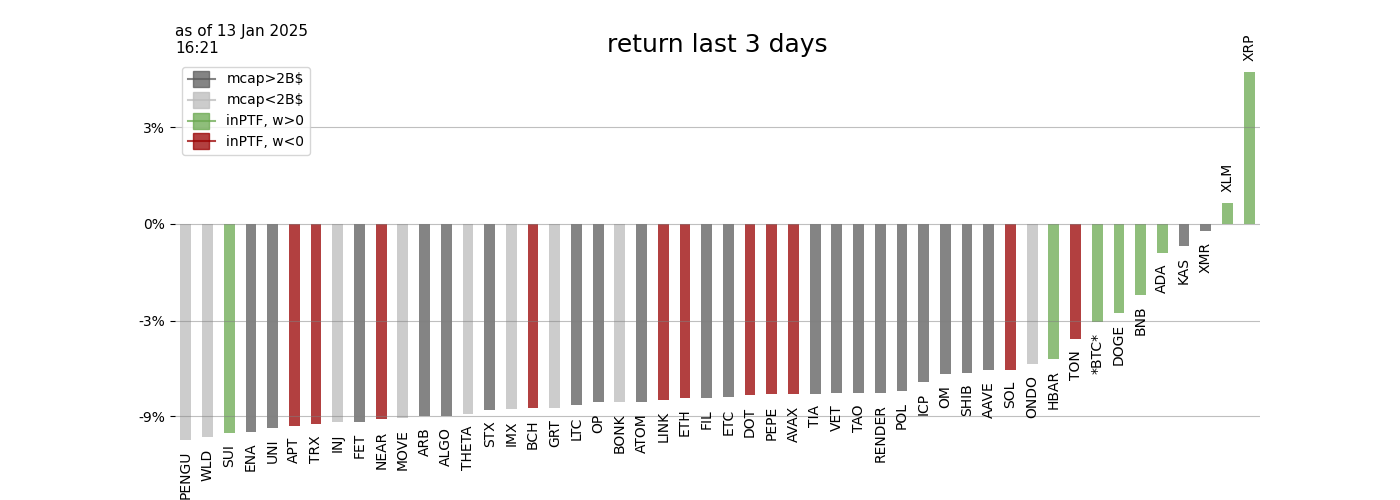 as of 13 Jan 2025
16:21
return last 3 days
mcap>2B$
mcap<2B$
inPTF, w>0
inPTF, w<0
3%
0%
-3%
-9%
PENGU
WLD
SUI
ENA
UNI
APT
TRX
INJ
FET
NEAR
MOVE
ARB
ALGO
THETA
STX
IMX
BCH
GRT
LTC
OP
BONK
ATOM
LINK
ETH
FIL
ETC
DOT
PEPE
AVAX
TIA
VET
TAO
RENDER
POL
ICP
OM
SHIB
AAVE
SOL
ONDO
HBAR
TON
*BTC*
DOGE
BNB
ADA
KAS
XMR
XLM
XRP